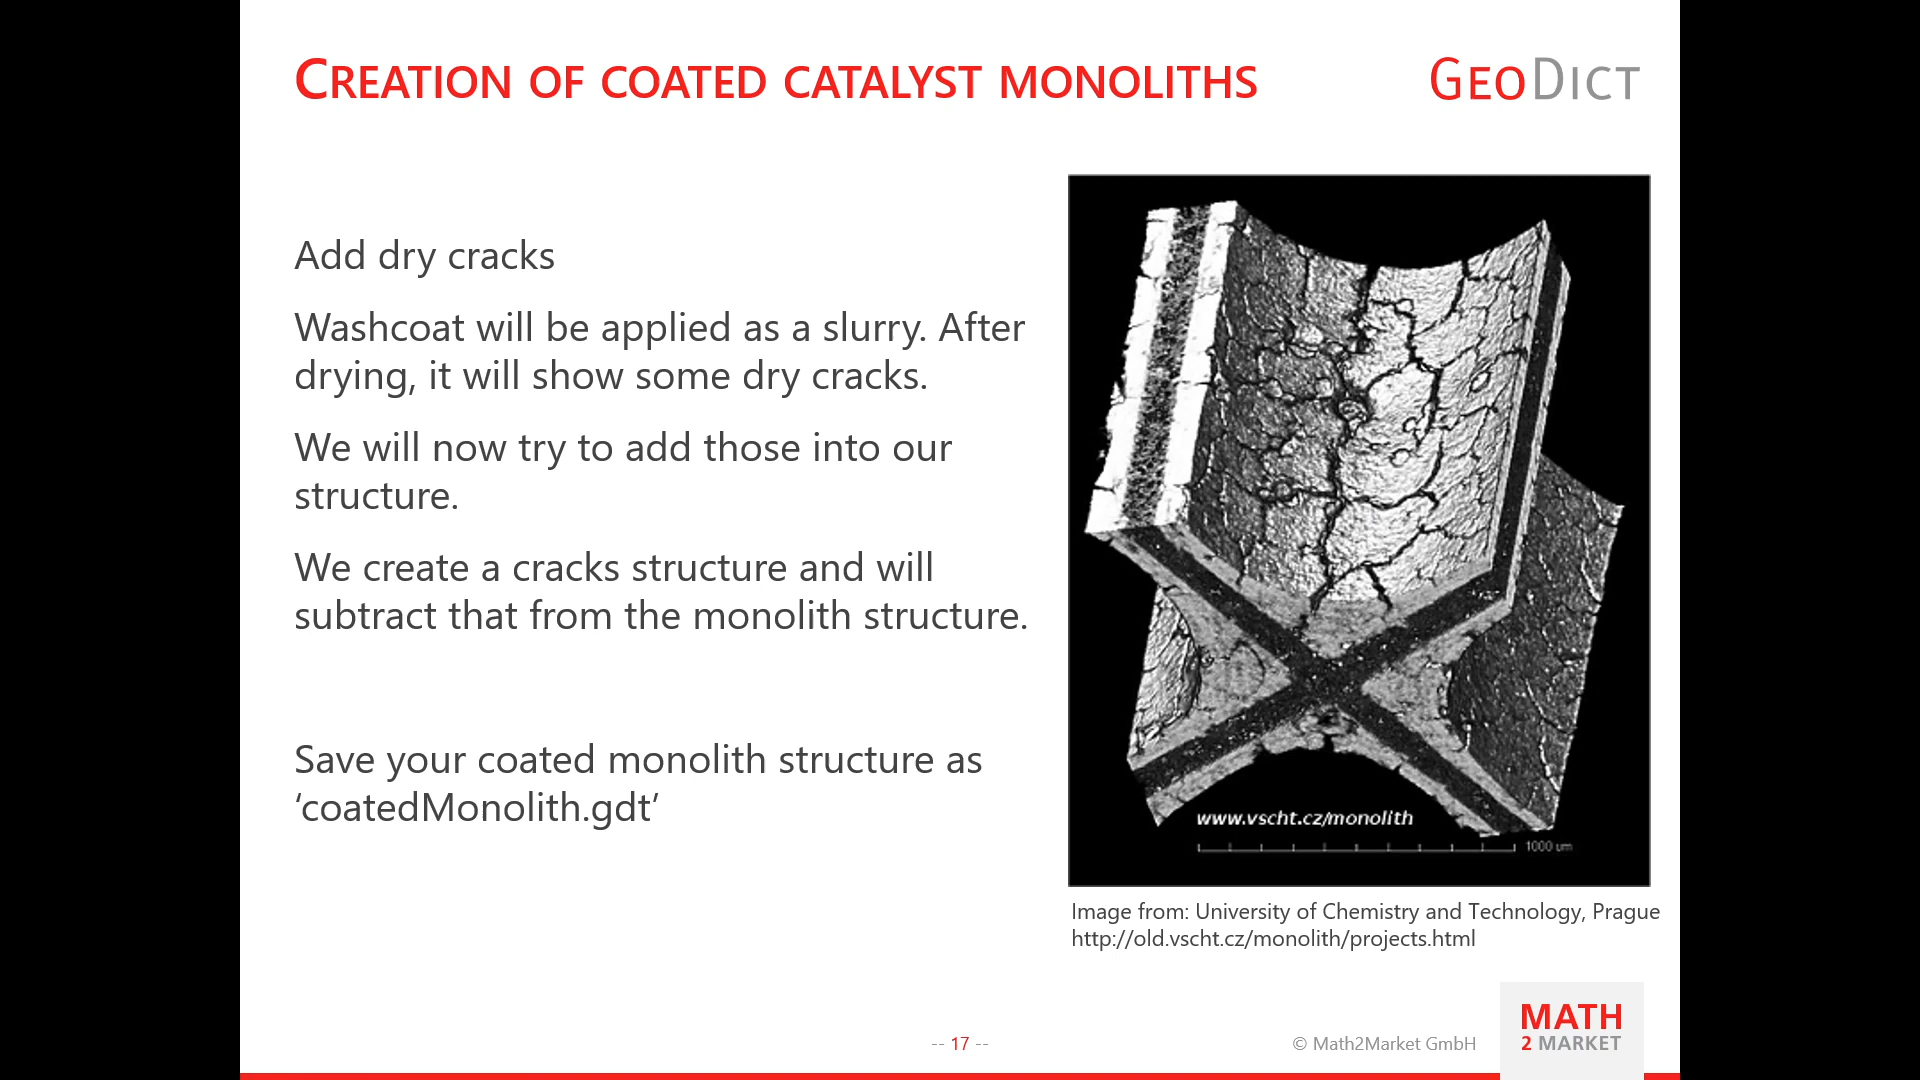 CREATION OF COATED CATALYST MONOLITHS
GEODICT
Add dry cracks
Washcoat will be applied as a slurry. After
drying, it will show some dry cracks.
We will now try to add those into our
structure.
We create a cracks structure and will
subtract that from the monolith structure.
Save your coated monolith structure as
‘coatedMonolith.gdt’
www.vscht.cz/monolith
1000 um
Image from: University of Chemistry and Technology, Prague
http://old.vscht.cz/monolith/projects.html
-- 17 --
© Math2Market GmbH
MATH
2 MARKET